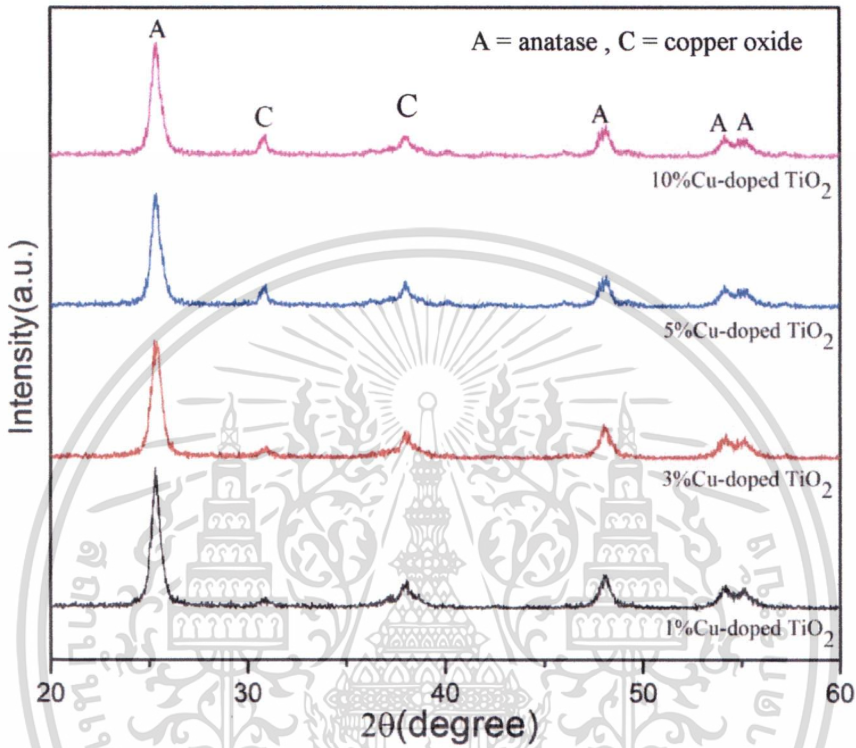 A = anatase , C = copper oxide
A
C
C
A
A
A
10%Cu-doped TiO2
5%Cu-doped TiO2
3%Cu-doped TiO2
1%Cu-doped TiO2
Intensity(a.u.)
20
30
40
50
60
2θ(degree)